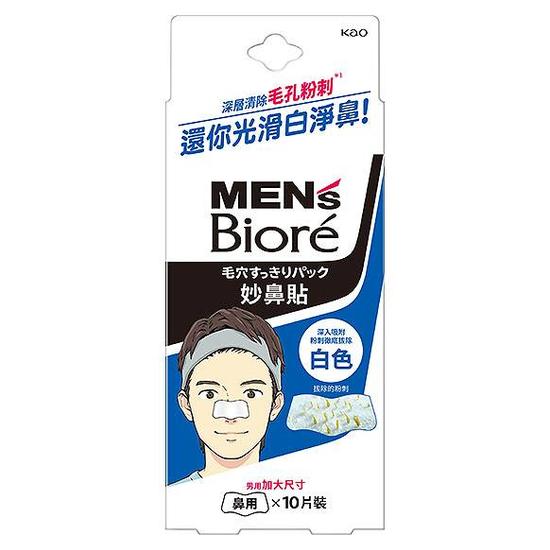 Kao
深層清除毛孔粉刺※1
還你光滑白淨鼻!
MEN's
Bioré
毛穴すっきりパック
妙鼻貼
深入吸附
粉刺徹底拔除
白色
拔除的粉刺
男用加大尺寸
鼻用×10片裝